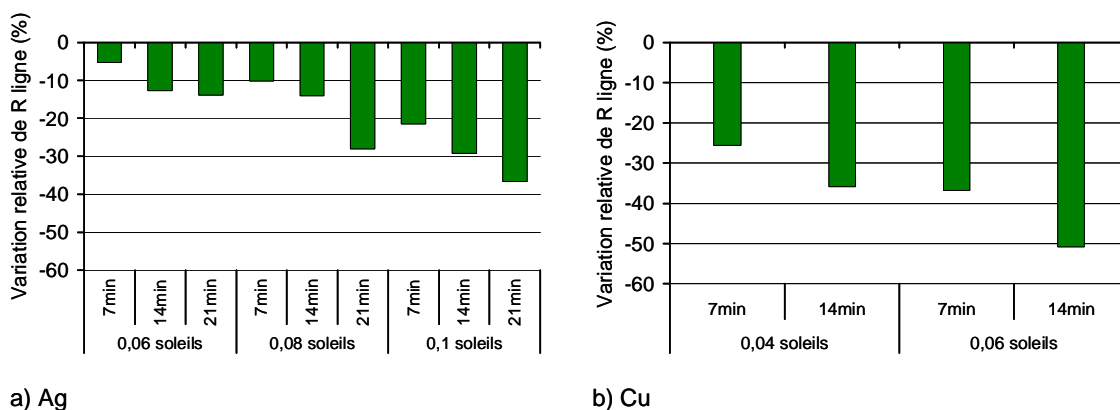 Variation relative de R ligne (%)
0
-10
-20
-30
-40
-50
-60
7min
14min
21min
7min
14min
21min
7min
14min
21min
0,06 soleils
0,08 soleils
0,1 soleils
a) Ag
Variation relative de R ligne (%)
0
-10
-20
-30
-40
-50
-60
7min
14min
7min
14min
0,04 soleils
0,06 soleils
b) Cu